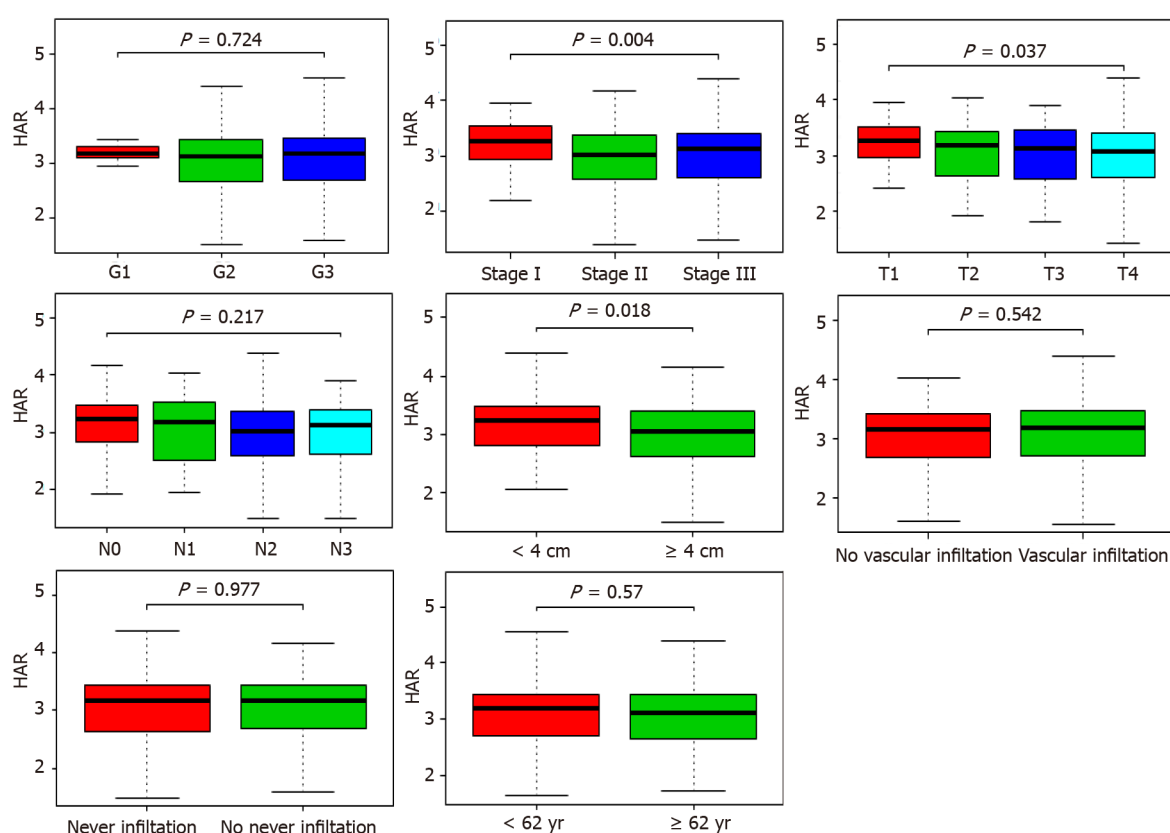 P = 0.724
HAR
5
4
3
2
G1 G2 G3
P = 0.004
HAR
5
4
3
2
Stage I Stage II Stage III
P = 0.037
HAR
5
4
3
2
T1 T2 T3 T4
P = 0.217
HAR
5
4
3
2
N0 N1 N2 N3
P = 0.018
HAR
5
4
3
2
< 4 cm ≥ 4 cm
P = 0.542
HAR
5
4
3
2
No vascular infiltration Vascular infiltration
P = 0.977
HAR
5
4
3
2
Never infiltation No never infiltation
P = 0.57
HAR
5
4
3
2
< 62 yr ≥ 62 yr